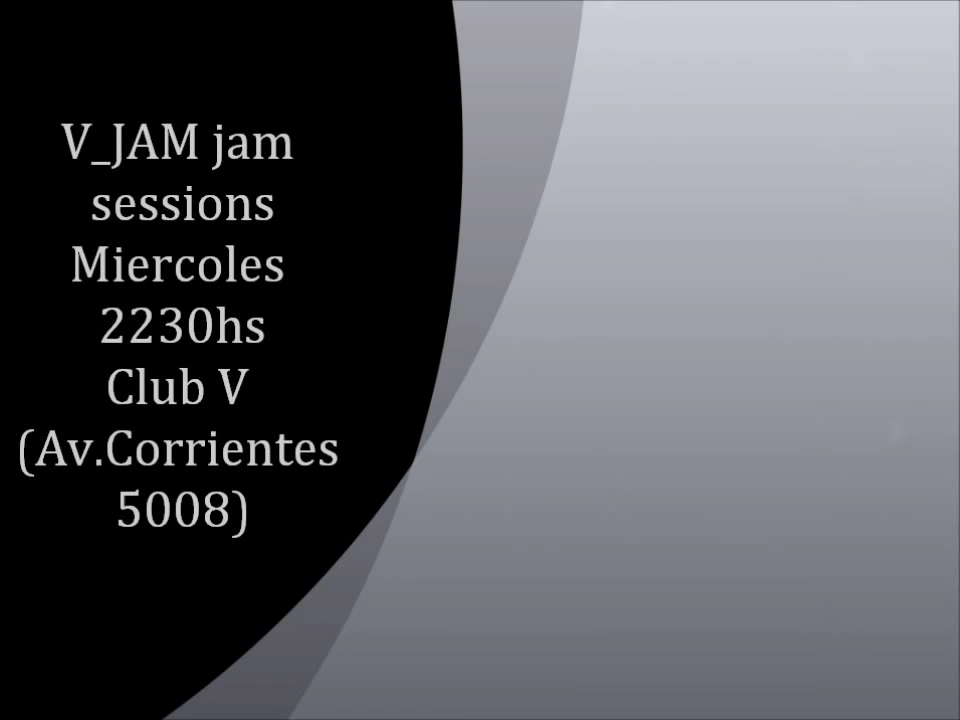 V_JAM jam
sessions
Miercoles
2230hs
Club V
(Av.Corrientes
5008)